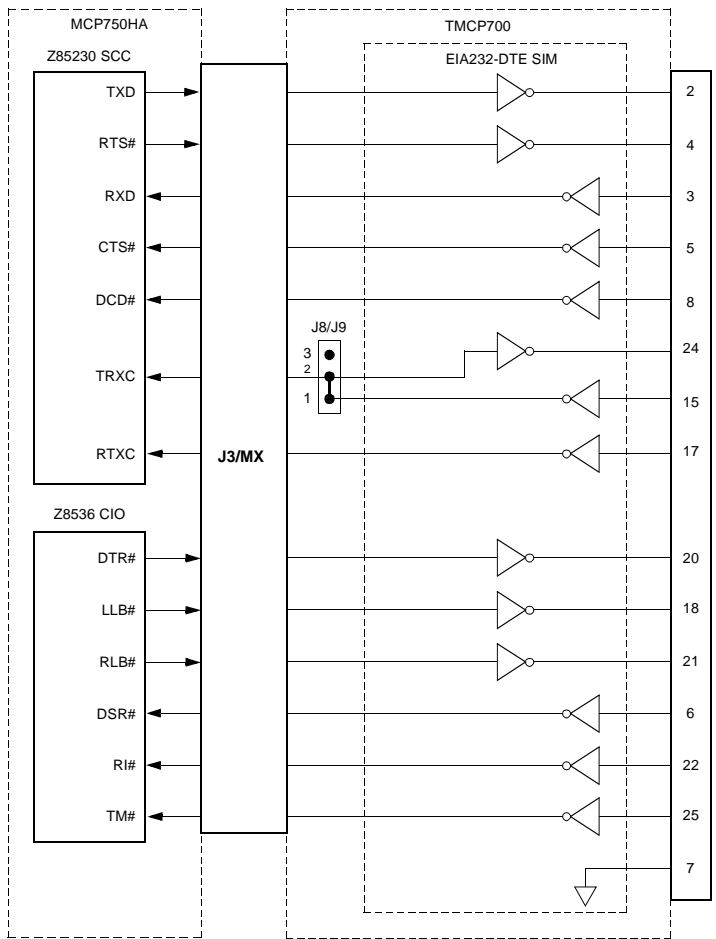 MCP750HA
TMCP700
Z85230 SCC
EIA232-DTE SIM
TXD
2
RTS#
4
RXD
3
CTS#
5
DCD#
8
J8/J9
3
24
2
TRXC
1
15
RTXC
J3/MX
17
Z8536 CIO
DTR#
20
LLB#
18
RLB#
21
DSR#
6
RI#
22
TM#
25
7